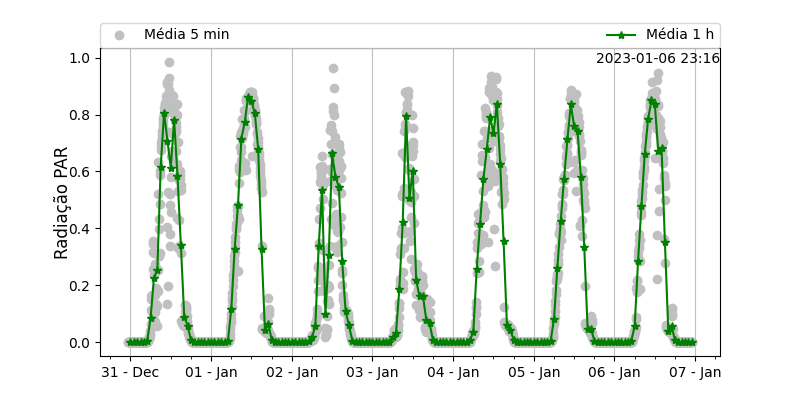 Média 5 min
Média 1 h
2023-01-06 23:16
1.0
0.8
0.6
0.4
0.2
0.0
Radiação PAR
31 - Dec
01 - Jan
02 - Jan
03 - Jan
04 - Jan
05 - Jan
06 - Jan
07 - Jan